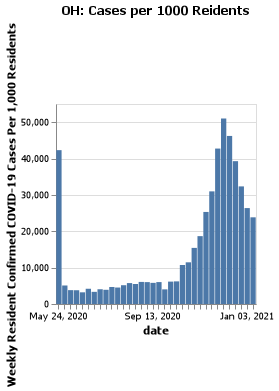 OH: Cases per 1000 Reidents
Weekly Resident Confirmed COVID-19 Cases Per 1,000 Residents
50,000
40,000
30,000
20,000
10,000
0
May 24, 2020
Sep 13, 2020
Jan 03, 2021
date